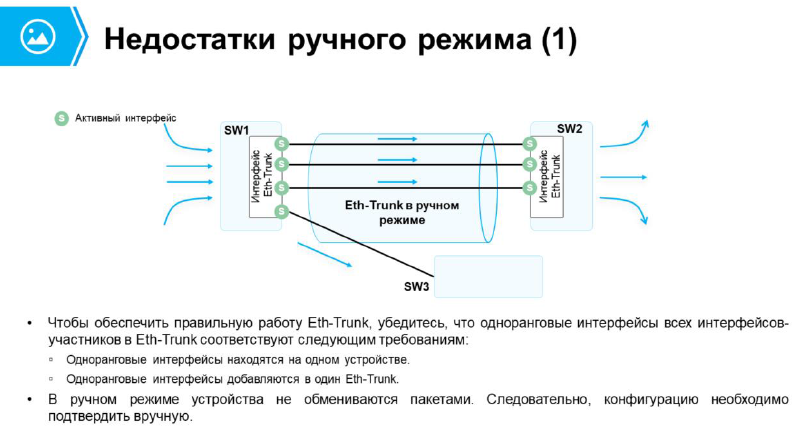 Недостатки ручного режима (1)
S Активный интерфейс
SW1
SW2
Интерфейс
Eth-Trunk
S
S
S
S
S
S
S
Интерфейс
Eth-Trunk
Eth-Trunk в ручном
режиме
SW3
• Чтобы обеспечить правильную работу Eth-Trunk, убедитесь, что одноранговые интерфейсы всех интерфейсов-
участников в Eth-Trunk соответствуют следующим требованиям:
▫ Одноранговые интерфейсы находятся на одном устройстве.
▫ Одноранговые интерфейсы добавляются в один Eth-Trunk.
• В ручном режиме устройства не обмениваются пакетами. Следовательно, конфигурацию необходимо
подтвердить вручную.